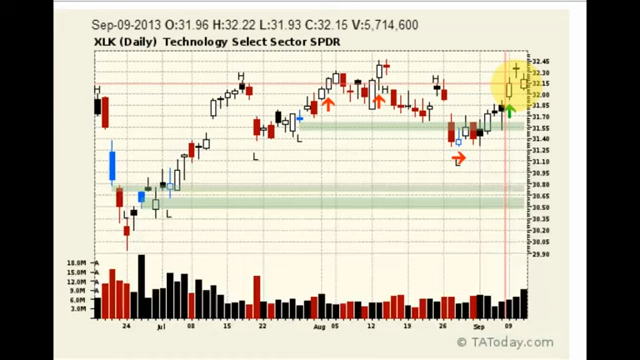 Sep-09-2013 O:31.96 H:32.22 L:31.93 C:32.15 V:5,714,600
XLK (Daily) Technology Select Sector SPDR
32.45
32.30
32.15
32.00
31.85
31.70
31.55
31.40
31.25
31.10
30.95
30.80
30.65
30.50
30.35
30.20
30.05
29.90
H
H
H
H
L
L
L
L
L
18.0M
15.0M
12.0M
9.0M
6.0M
3.0M
A
A
A
A
24 Jul 08 15 22 Aug 05 12 19 26 Sep 09
© TAToday.com